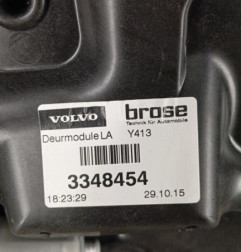 VOLVO
brose
Technik für Automobile
Deurmodule LA Y413
3348454
18:23:29 29.10.15